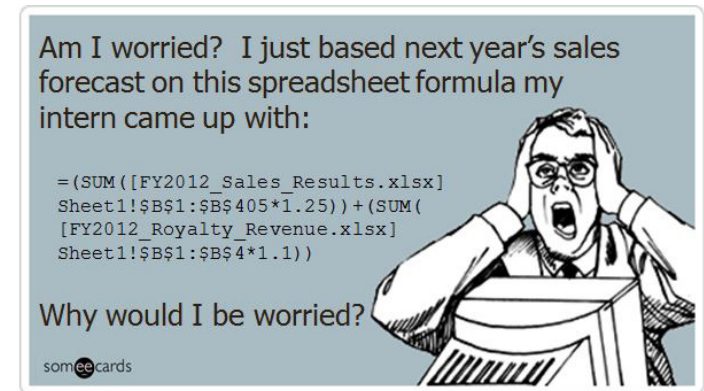 Am I worried?  I just based next year's sales
forecast on this spreadsheet formula my
intern came up with:
=(SUM([FY2012_Sales_Results.xlsx]
Sheet1!$B$1:$B$405*1.25))+(SUM(
[FY2012_Royalty_Revenue.xlsx]
Sheet1!$B$1:$B$4*1.1))
Why would I be worried?
someecards